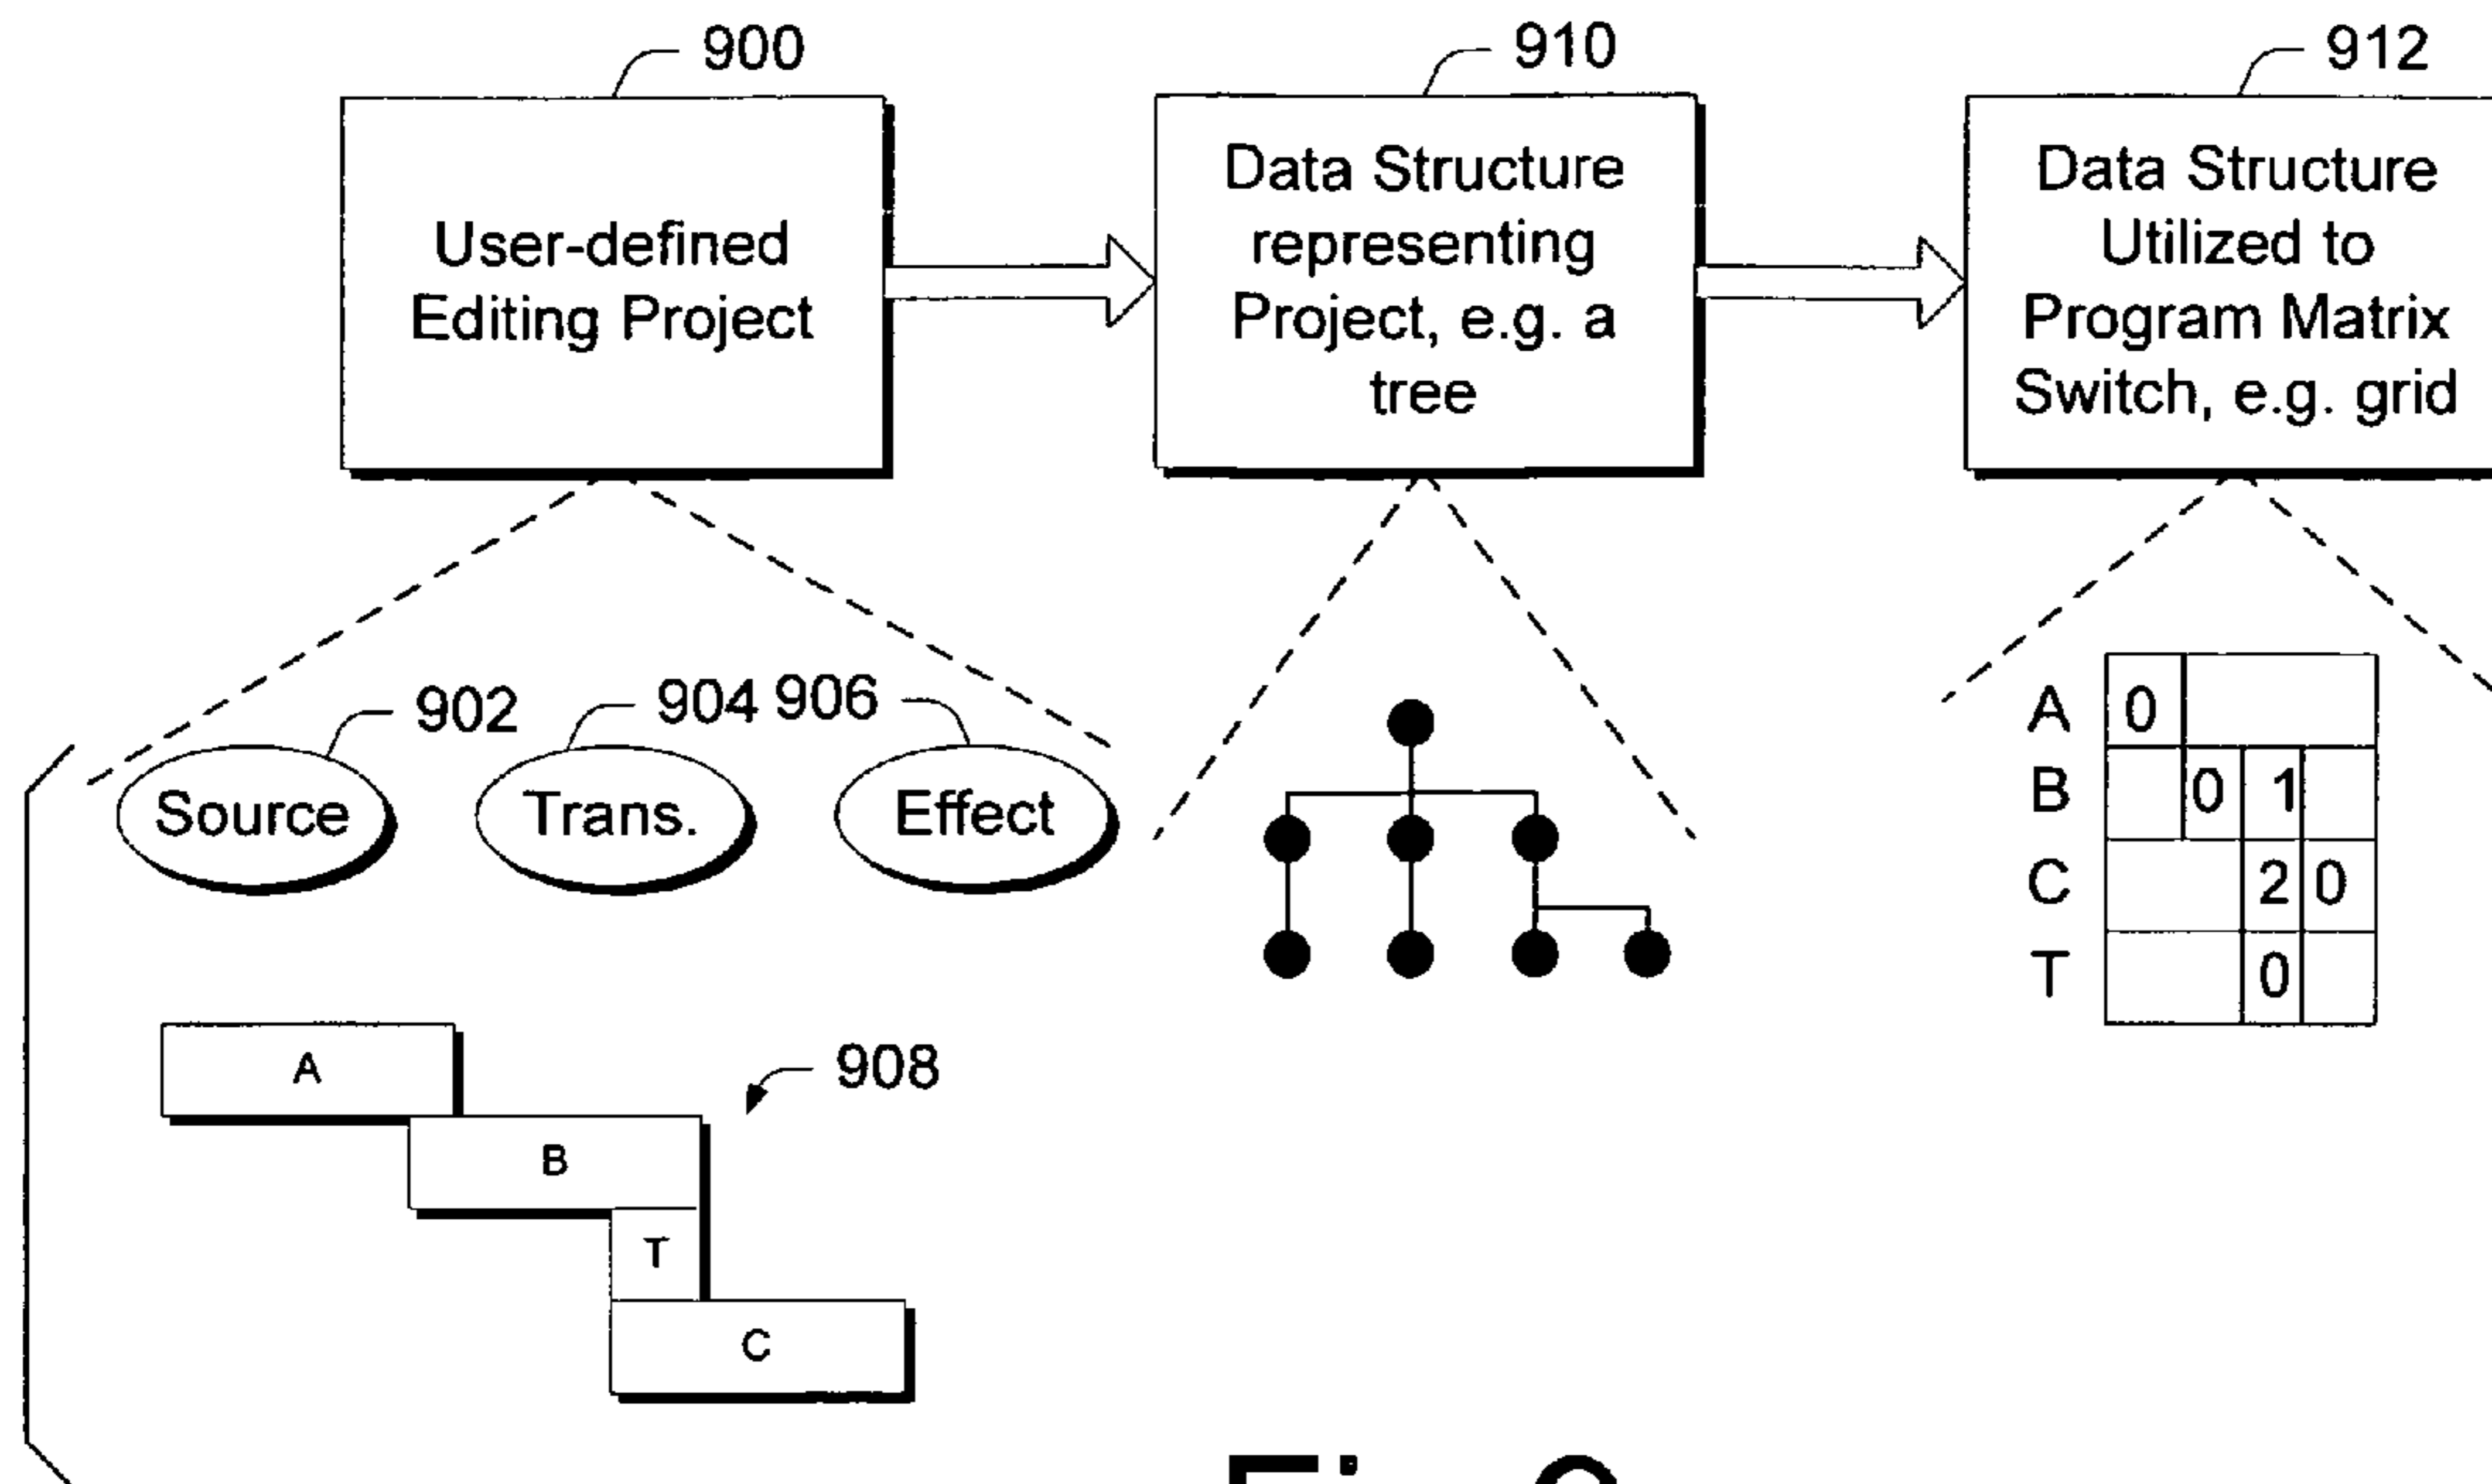 900
910
912
User-defined
Editing Project
Data Structure
representing
Project, e.g. a
tree
Data Structure
Utilized to
Program Matrix
Switch, e.g. grid
902
904
906
Source
Trans.
Effect
A 0
B 0 1
C 2 0
T 0
A
908
B
T
C